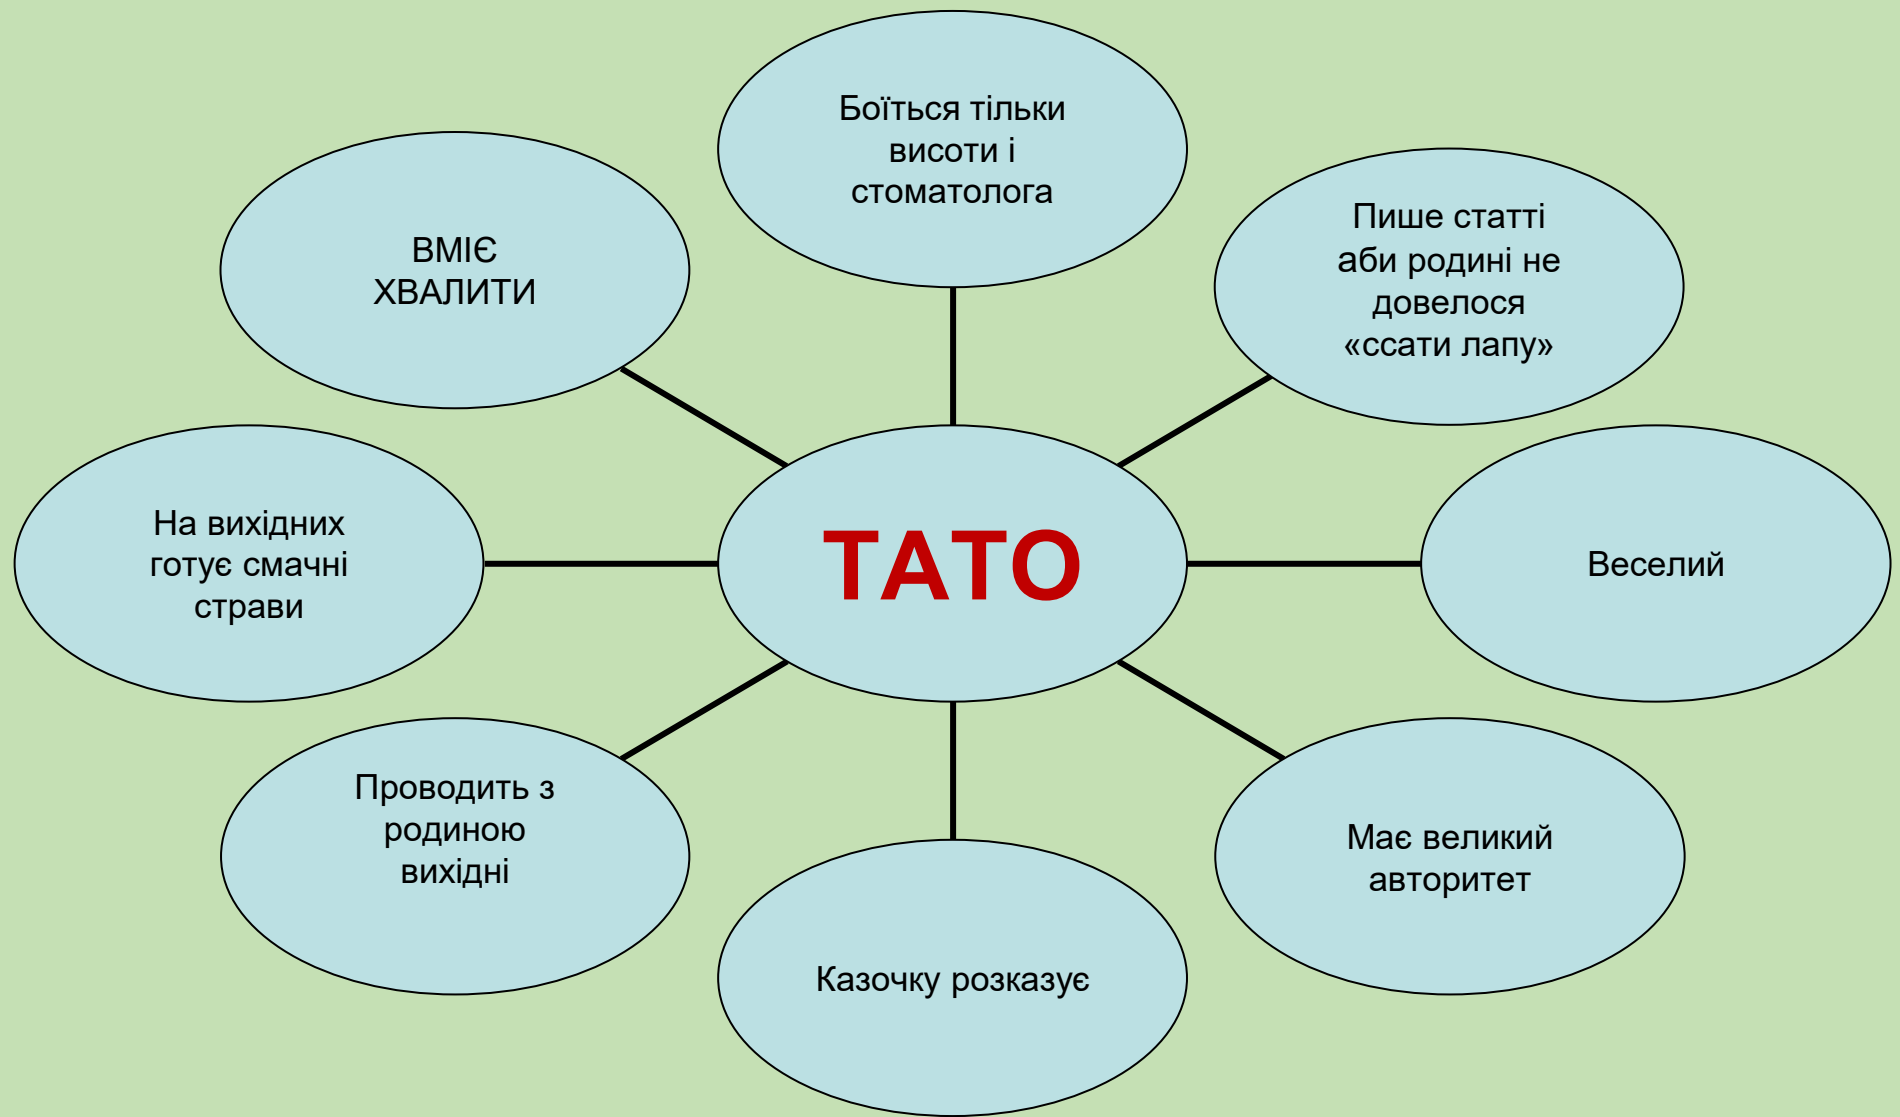 Боїться тільки
висоти і
стоматолога
ВМІЄ
ХВАЛИТИ
Пише статті
аби родині не
довелося
«ссати лапу»
На вихідних
готує смачні
страви
ТАТО
Веселий
Проводить з
родиною
вихідні
Має великий
авторитет
Казочку розказує